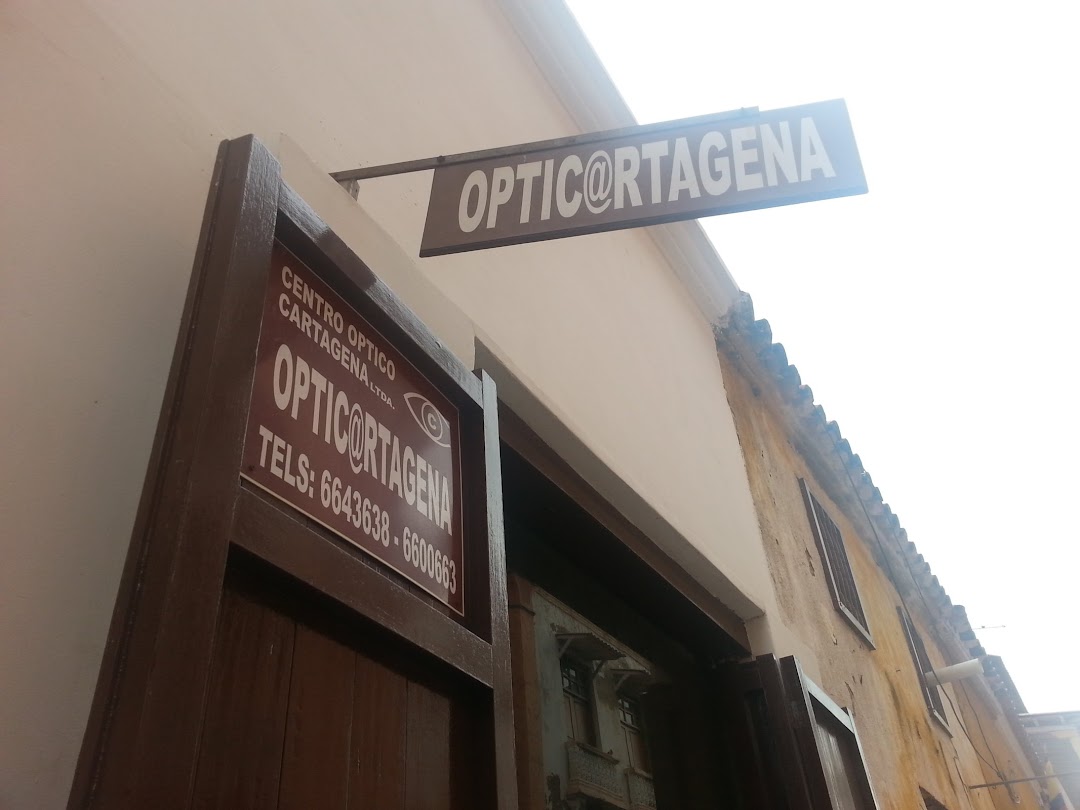 OPTIC@RTAGENA
CENTRO OPTICO
CARTAGENA LTDA.
C
OPTIC@RTAGENA
TELS: 6643638 - 6600663